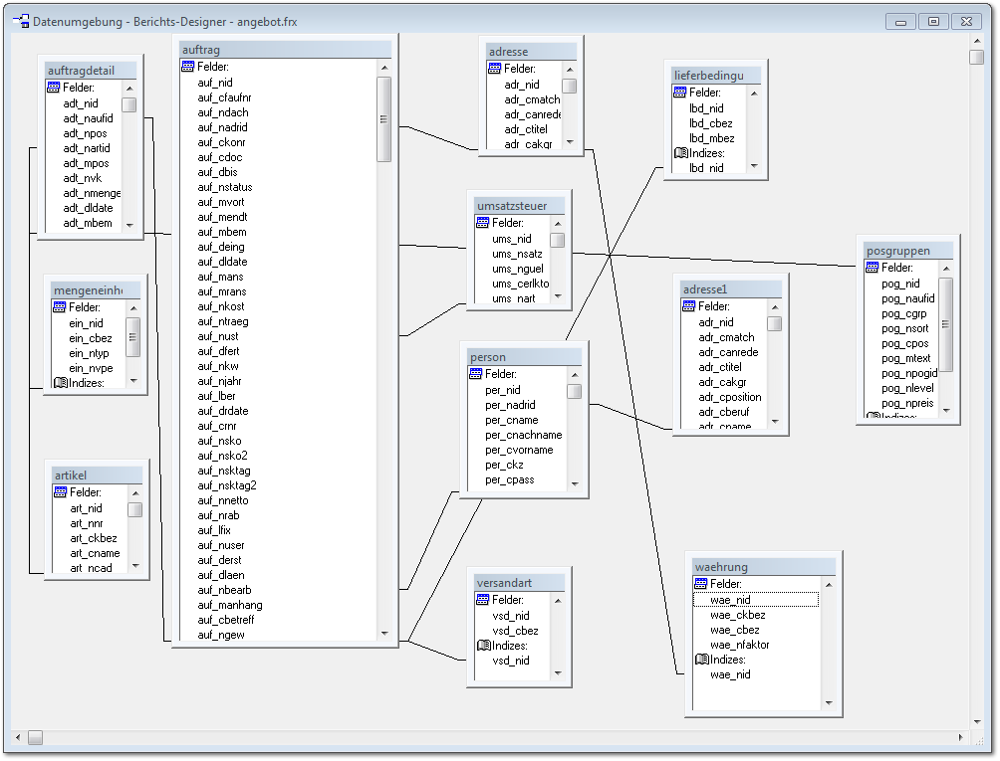 Datenumgebung - Berichts-Designer - angebot.frx
auftragdetail
Felder:
adt_nid
adt_naufid
adt_npos
adt_nartid
adt_mpos
adt_nvk
adt_nmenge
adt_dldate
adt_mbem
mengeneinhe
Felder:
ein_nid
ein_cbez
ein_ntyp
ein_nvpe
Indizes:
artikel
Felder:
art_nid
art_nnr
art_ckbez
art_cname
art_ncad
auftrag
Felder:
auf_nid
auf_cfaufnr
auf_ndach
auf_nadrid
auf_ckonr
auf_cdoc
auf_dbis
auf_nstatus
auf_mvort
auf_mendt
auf_mbem
auf_deing
auf_dldate
auf_mans
auf_mrans
auf_nkost
auf_ntraeg
auf_nust
auf_dfert
auf_nkw
auf_njahr
auf_lber
auf_drdate
auf_crnr
auf_nsko
auf_nsko2
auf_nsktag
auf_nsktag2
auf_nnetto
auf_nrab
auf_lfix
auf_nuser
auf_derst
auf_dlaen
auf_nbearb
auf_manhang
auf_cbetreff
auf_ngew
adresse
Felder:
adr_nid
adr_cmatch
adr_canrede
adr_ctitel
adr_cakgr
umsatzsteuer
Felder:
ums_nid
ums_nsatz
ums_nguel
ums_cerlkto
ums_nart
person
Felder:
per_nid
per_nadrid
per_cname
per_cnachname
per_cvorname
per_ckz
per_cpass
versandart
Felder:
vsd_nid
vsd_cbez
Indizes:
vsd_nid
lieferbedingu
Felder:
lbd_nid
lbd_cbez
lbd_mbez
Indizes:
lbd_nid
adresse1
Felder:
adr_nid
adr_cmatch
adr_canrede
adr_ctitel
adr_cakgr
adr_cposition
adr_cberuf
adr_cname
waehrung
Felder:
wae_nid
wae_ckbez
wae_cbez
wae_nfaktor
Indizes:
wae_nid
posgruppen
Felder:
pog_nid
pog_naufid
pog_cgrp
pog_nsort
pog_cpos
pog_mtext
pog_npogid
pog_nlevel
pog_npreis
Indizes: